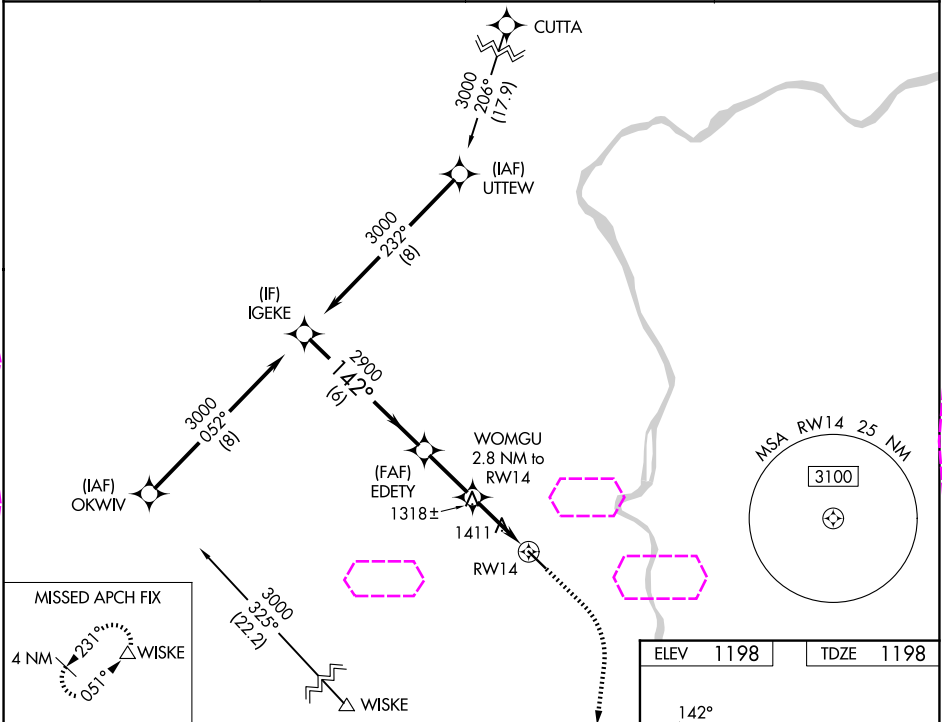 CUTTA
3000
206°
(17.9)
(IAF)
UTTEW
3000
232°
(8)
(IF)
IGEKE
2900
142°
(6)
3000
052°
(8)
(IAF)
OKWIV
(FAF)
EDETY
WOMGU
2.8 NM to
RW14
1318±
1411
RW14
MSA RW14 25 NM
3100
3000
325°
(22.2)
WISKE
MISSED APCH FIX
4 NM
231°
051°
WISKE
ELEV 1198
TDZE 1198
142°